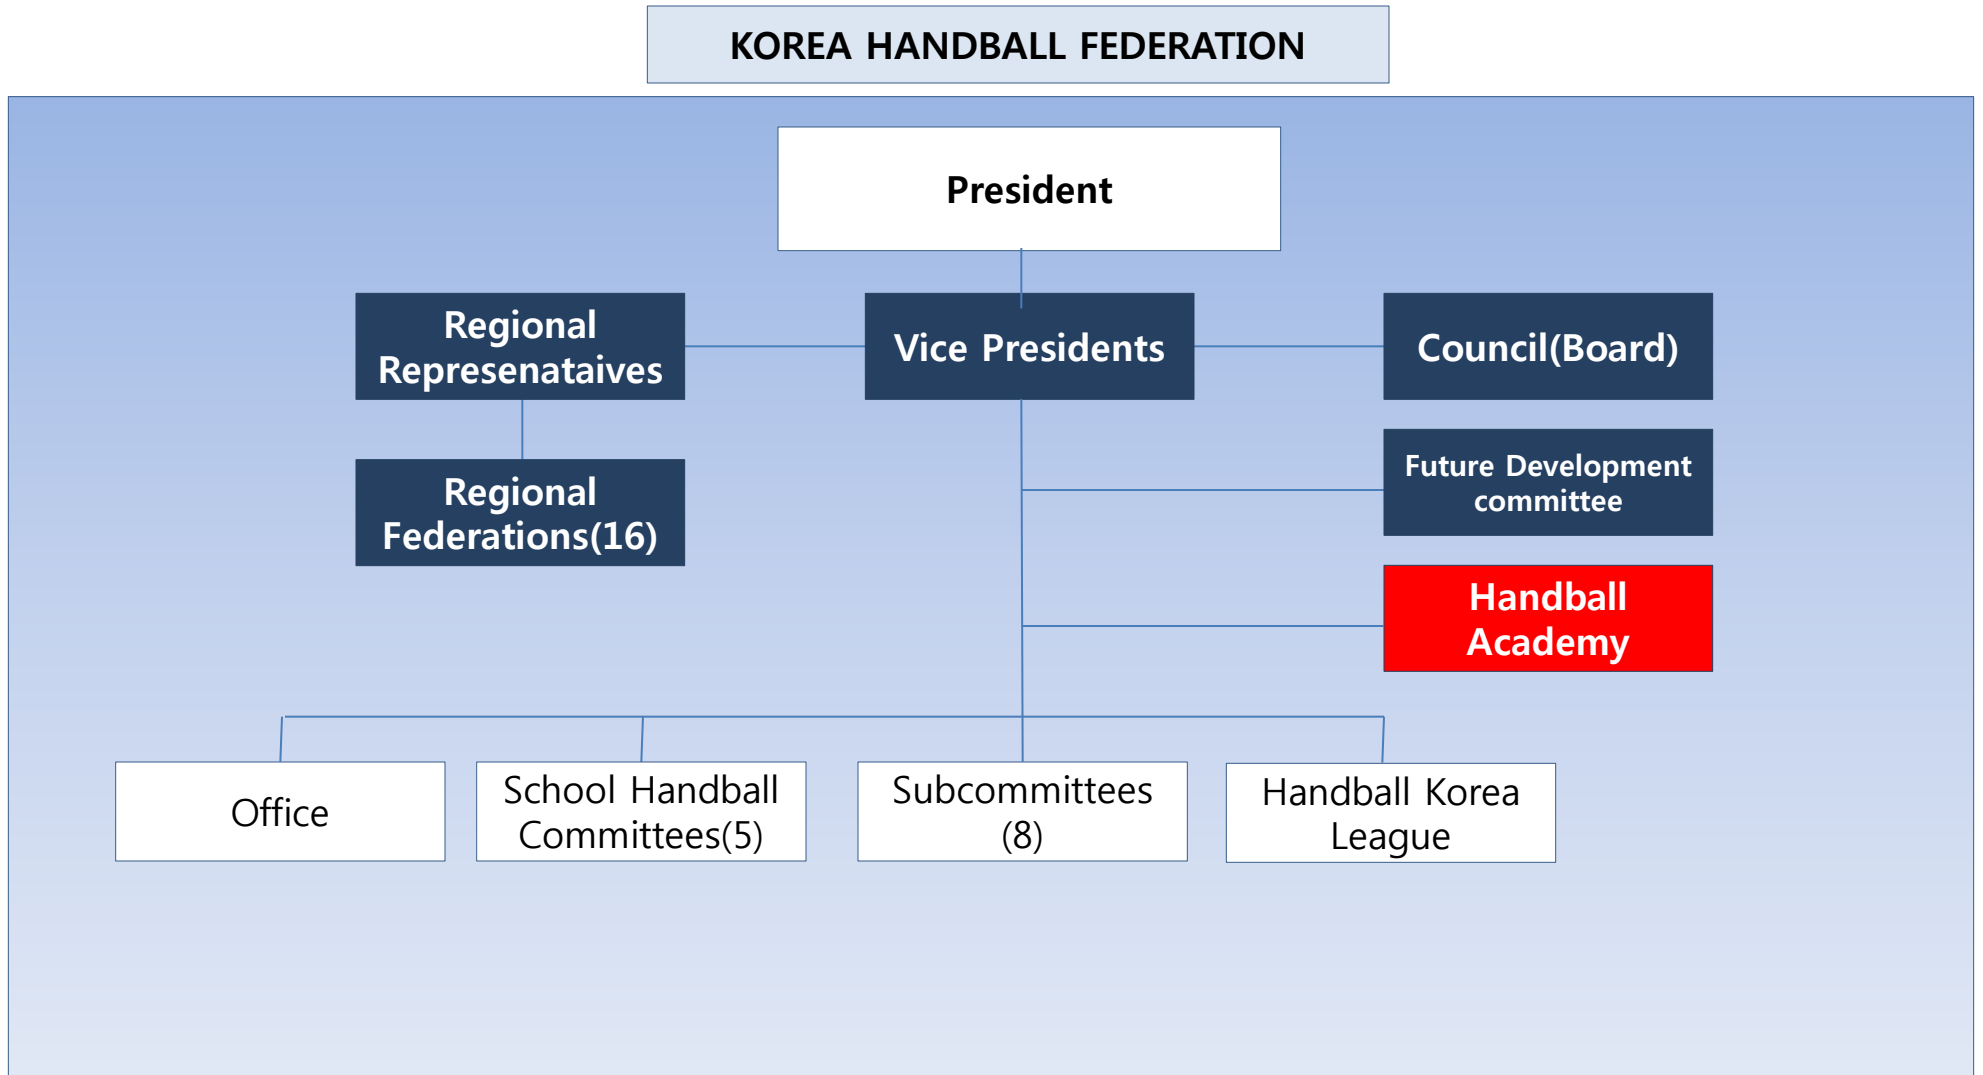 KOREA HANDBALL FEDERATION
President
Regional
Represenataives
Vice Presidents
Council(Board)
Future Development
committee
Regional
Federations(16)
Handball
Academy
Office
School Handball
Committees(5)
Subcommittees
(8)
Handball Korea
League